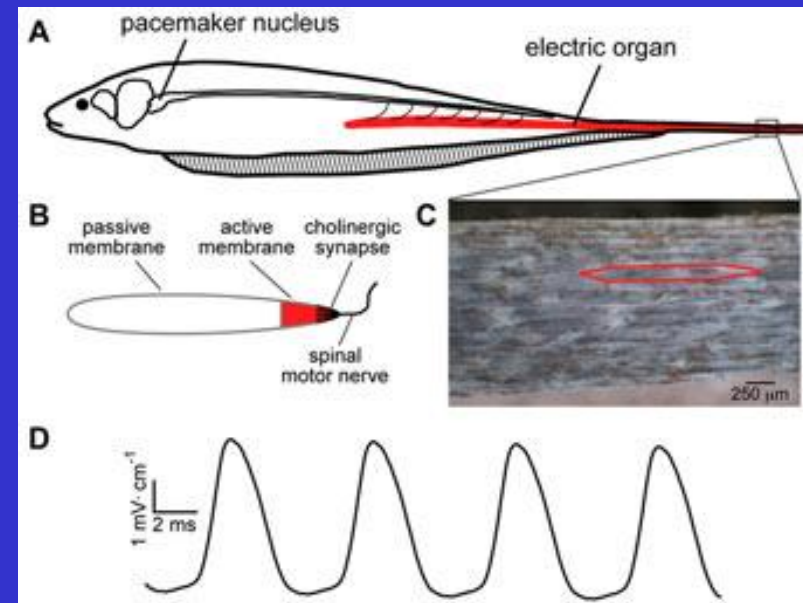 A
pacemaker nucleus
electric organ
B
passive
membrane
active
membrane
cholinergic
synapse
spinal
motor nerve
C
250 µm
D
1 mV·cm⁻¹
2 ms